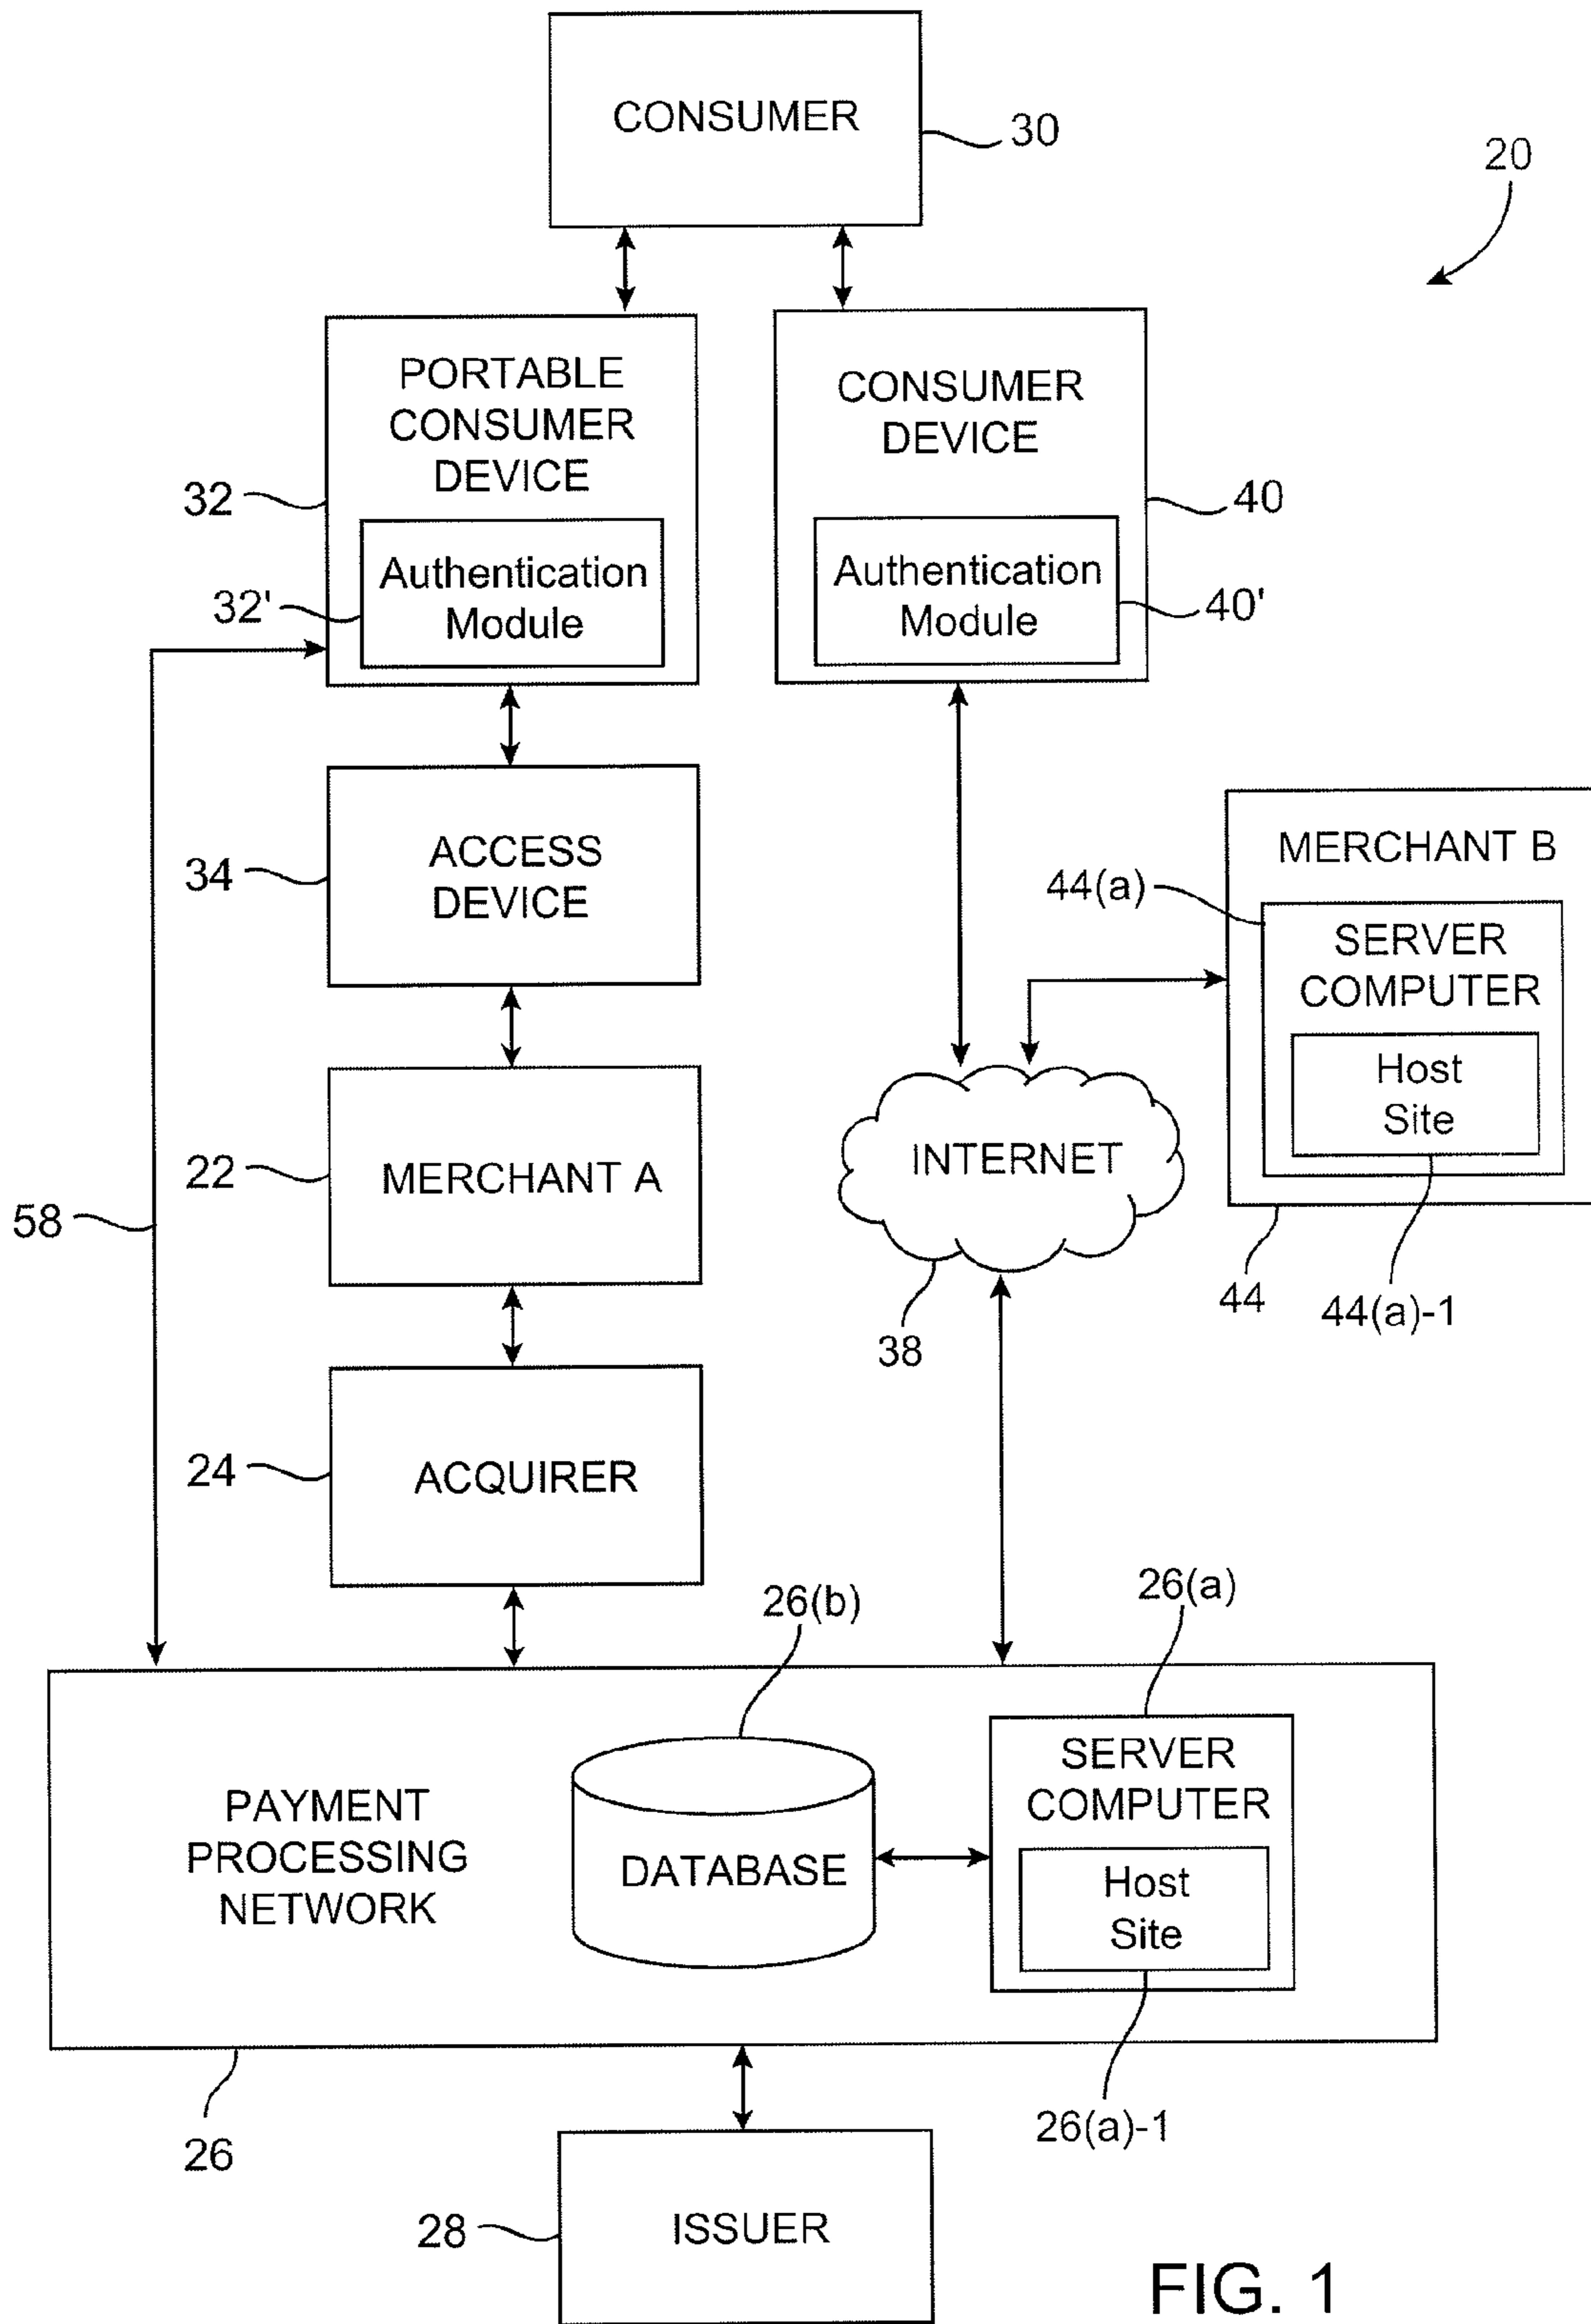 CONSUMER
30
20
PORTABLE
CONSUMER
DEVICE
32
Authentication
Module
32'
CONSUMER
DEVICE
40
Authentication
Module
40'
ACCESS
DEVICE
34
MERCHANT B
44(a)
SERVER
COMPUTER
Host
Site
44
44(a)-1
MERCHANT A
22
58
INTERNET
38
ACQUIRER
24
26(b)
26(a)
PAYMENT
PROCESSING
NETWORK
DATABASE
SERVER
COMPUTER
Host
Site
26
26(a)-1
ISSUER
28
FIG. 1